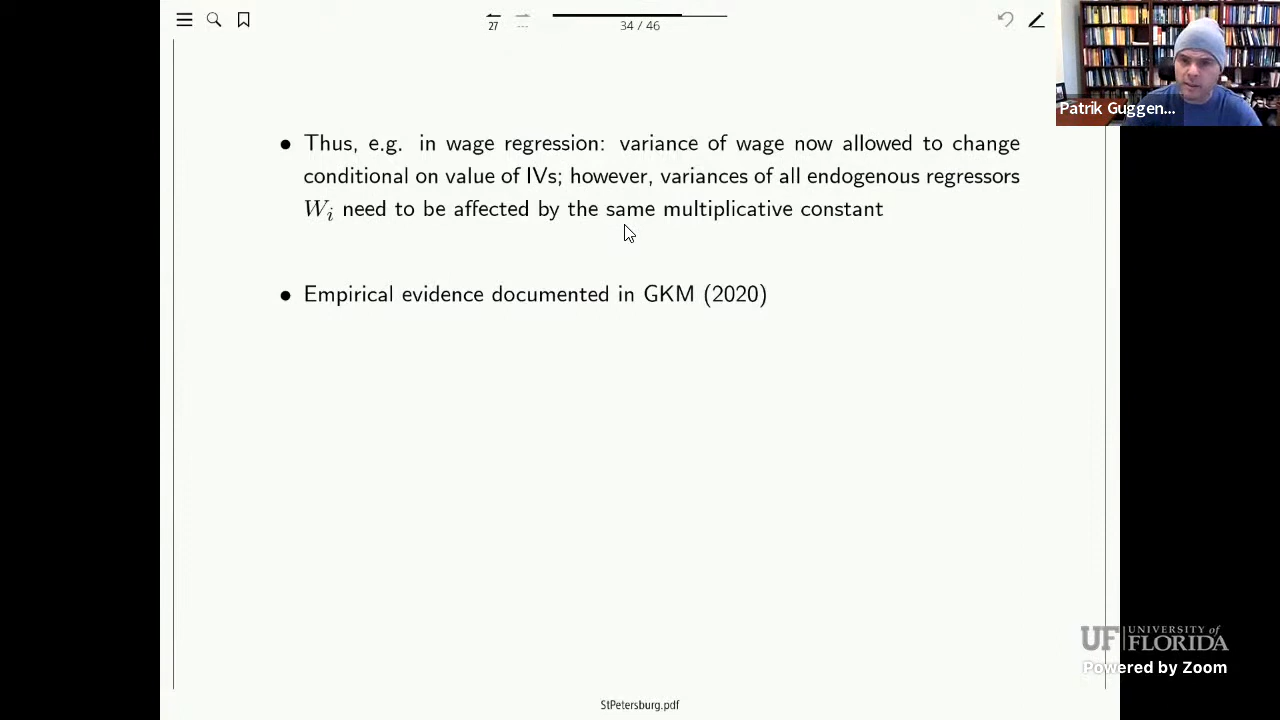 27
---
34 / 46
Patrik Guggen...
• Thus, e.g. in wage regression: variance of wage now allowed to change
conditional on value of IVs; however, variances of all endogenous regressors
W_i need to be affected by the same multiplicative constant
• Empirical evidence documented in GKM (2020)
UF UNIVERSITY of
FLORIDA
Powered by Zoom
StPetersburg.pdf